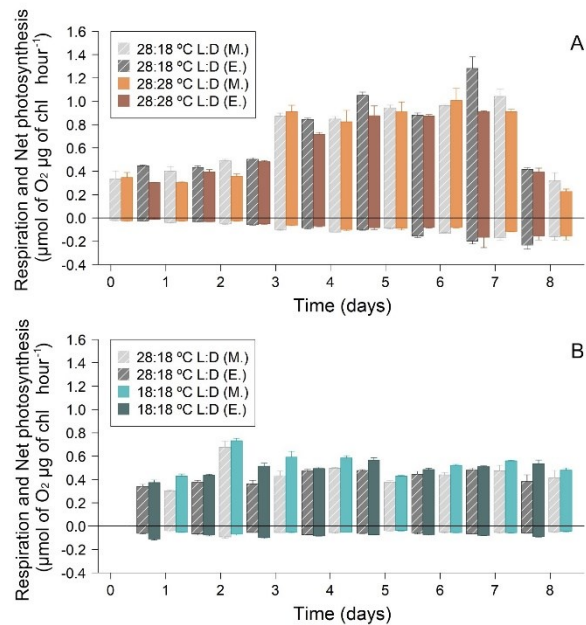 A
28:18 ºC L:D (M.)
28:18 ºC L:D (E.)
28:28 ºC L:D (M.)
28:28 ºC L:D (E.)
Respiration and Net photosynthesis
(µmol of O₂ µg of chl hour⁻¹)
1.6
1.4
1.2
1.0
0.8
0.6
0.4
0.2
0.0
-0.2
-0.4
0 1 2 3 4 5 6 7 8
Time (days)
B
28:18 ºC L:D (M.)
28:18 ºC L:D (E.)
18:18 ºC L:D (M.)
18:18 ºC L:D (E.)
Respiration and Net photosynthesis
(µmol of O₂ µg of chl hour⁻¹)
1.6
1.4
1.2
1.0
0.8
0.6
0.4
0.2
0.0
-0.2
-0.4
0 1 2 3 4 5 6 7 8
Time (days)